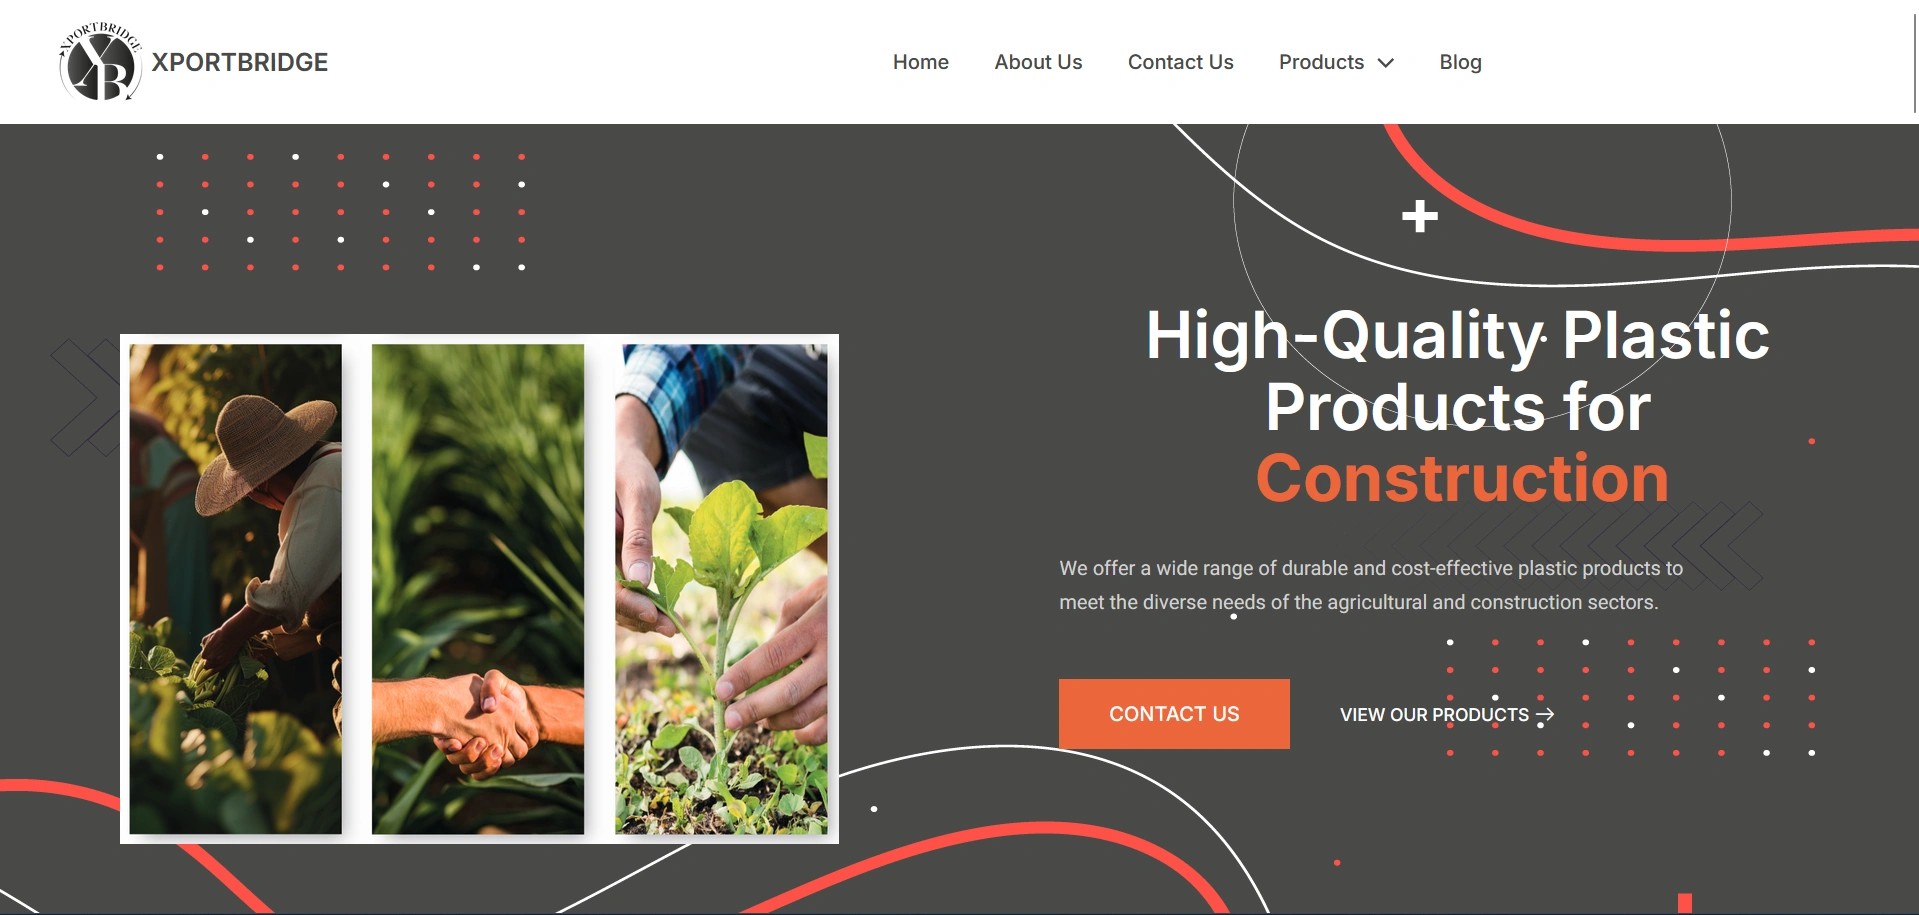 XPORTBRIDGE
XB
XPORTBRIDGE
Home
About Us
Contact Us
Products
Blog
High-Quality Plastic
Products for
Construction
We offer a wide range of durable and cost-effective plastic products to
meet the diverse needs of the agricultural and construction sectors.
CONTACT US
VIEW OUR PRODUCTS